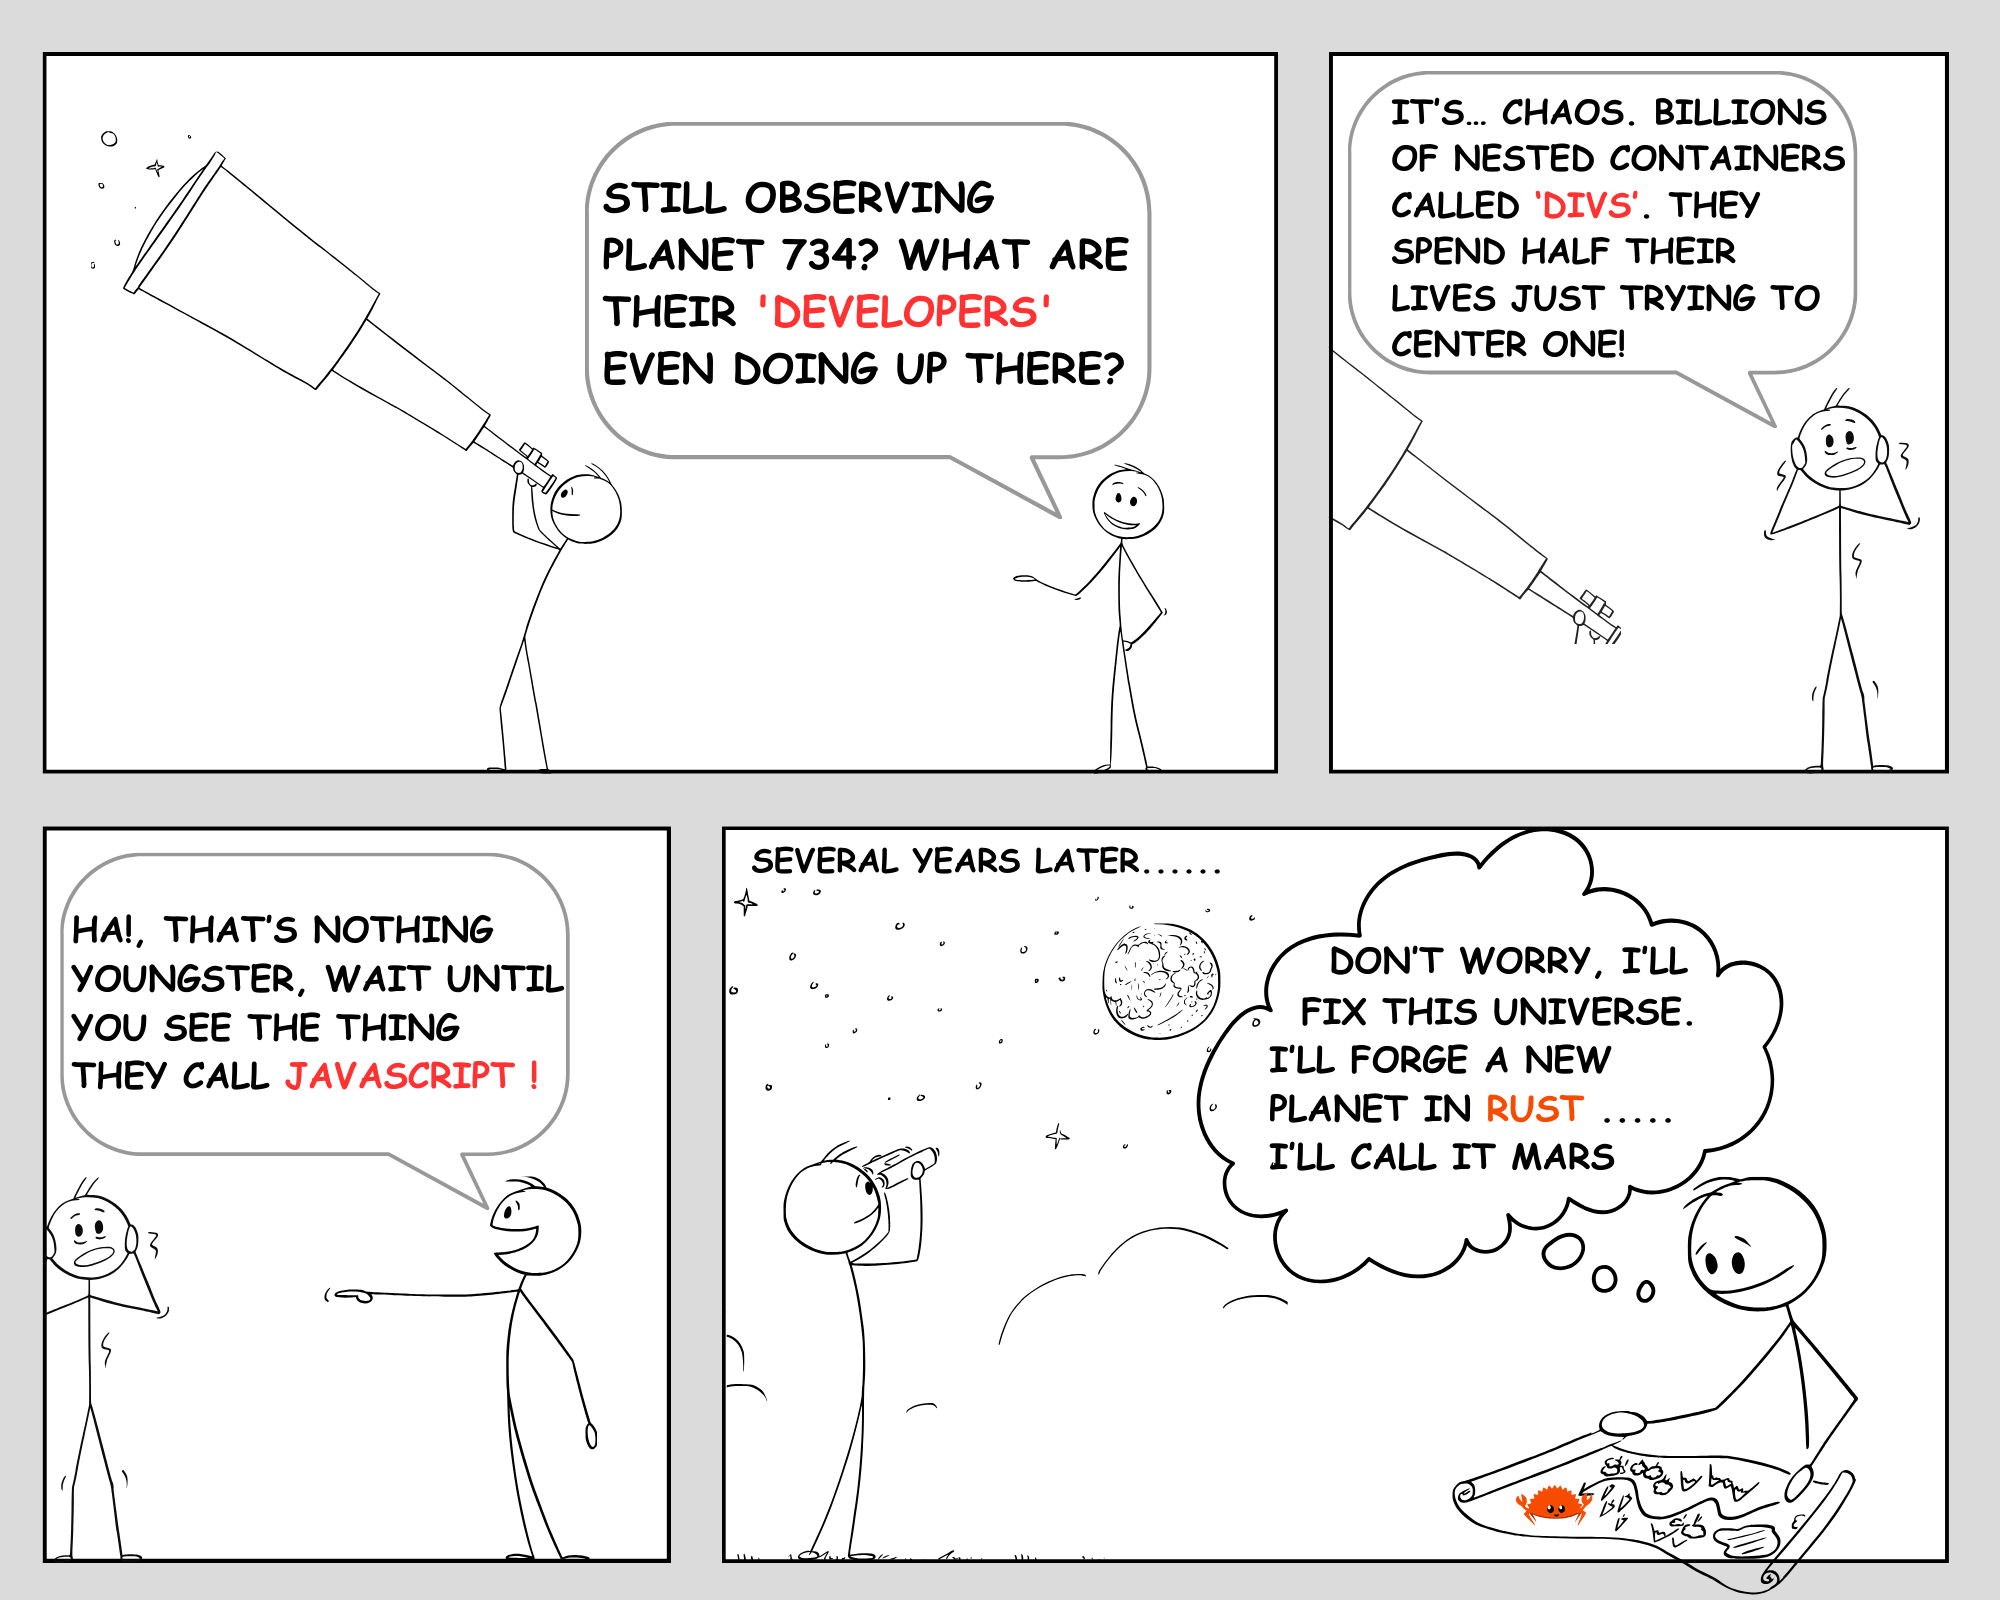 STILL OBSERVING
PLANET 734? WHAT ARE
THEIR 'DEVELOPERS'
EVEN DOING UP THERE?
IT'S... CHAOS. BILLIONS
OF NESTED CONTAINERS
CALLED 'DIVS'. THEY
SPEND HALF THEIR
LIVES JUST TRYING TO
CENTER ONE!
HA!, THAT'S NOTHING
YOUNGSTER, WAIT UNTIL
YOU SEE THE THING
THEY CALL JAVASCRIPT !
SEVERAL YEARS LATER......
DON'T WORRY, I'LL
FIX THIS UNIVERSE.
I'LL FORGE A NEW
PLANET IN RUST .....
I'LL CALL IT MARS